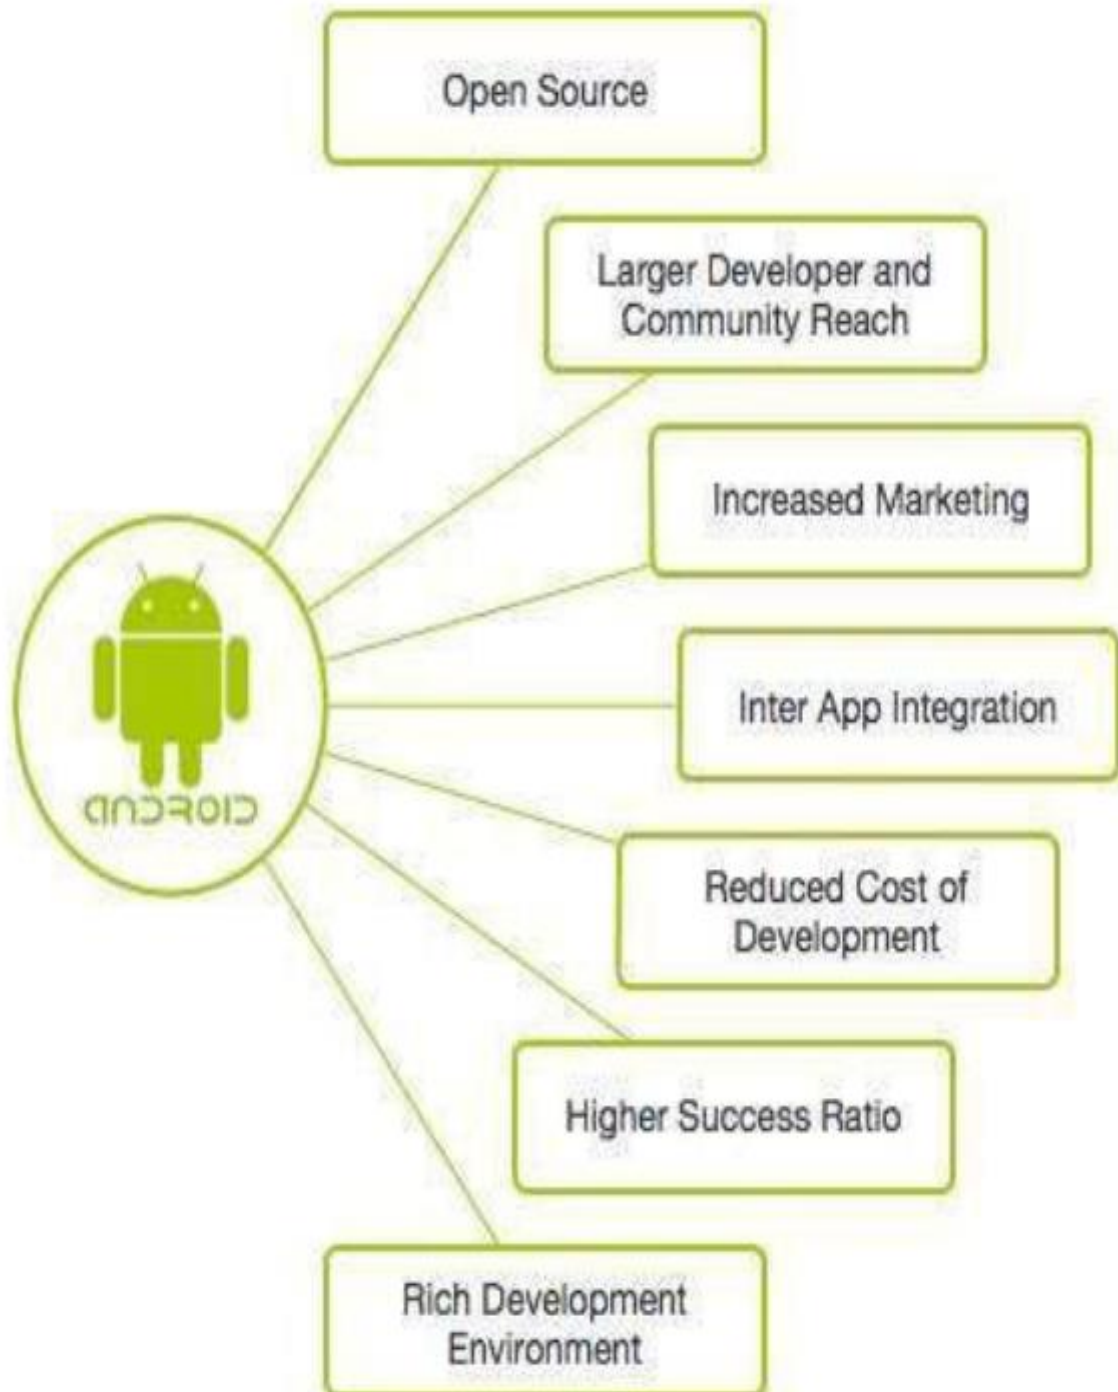 Open Source
Larger Developer and
Community Reach
Increased Marketing
Inter App Integration
ANDROID
Reduced Cost of
Development
Higher Success Ratio
Rich Development
Environment